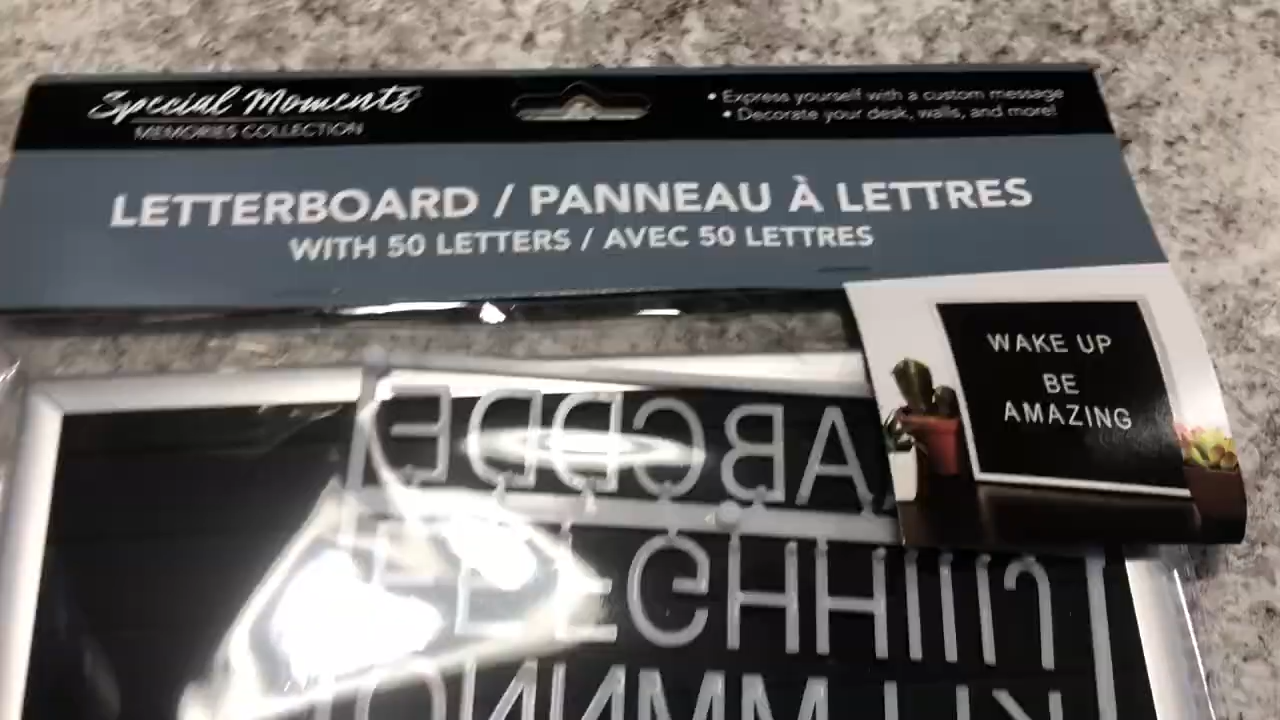 Special Moments
MEMORIES COLLECTION
• Express yourself with a custom message
• Decorate your desk, walls, and more!
LETTERBOARD / PANNEAU À LETTRES
WITH 50 LETTERS / AVEC 50 LETTRES
WAKE UP
BE
AMAZING